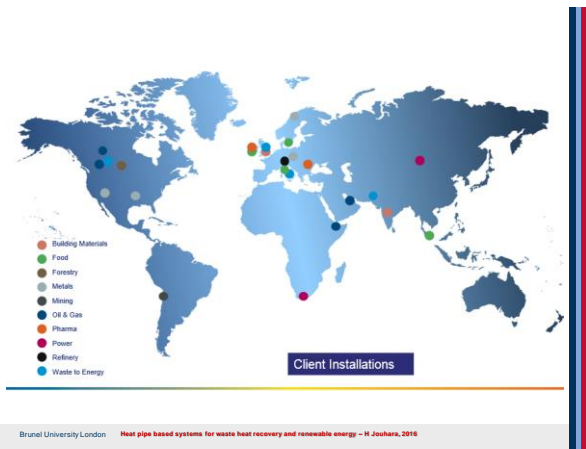 Building Materials
Food
Forestry
Metals
Mining
Oil & Gas
Pharma
Power
Refinery
Waste to Energy
Client Installations
Brunel University London Heat pipe based systems for waste heat recovery and renewable energy – H Jouhara, 2016